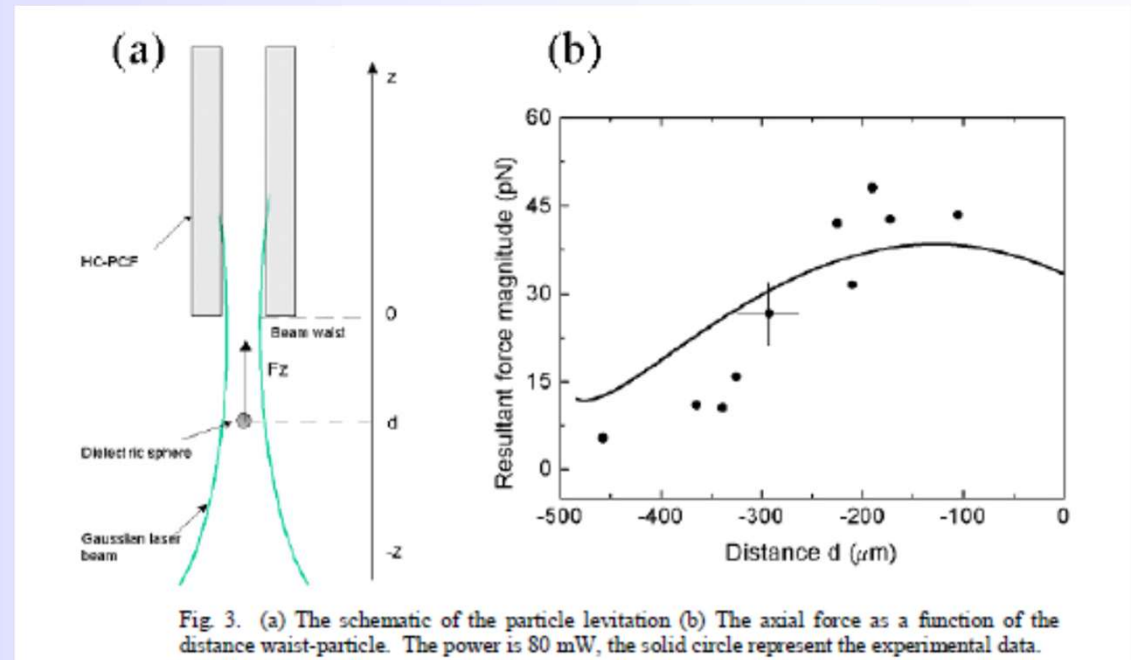 (a)
z
HC-PCF
0
Beam waist
Fz
d
Dielectric sphere
Gaussian laser
beam
-z
(b)
Resultant force magnitude (pN)
60
45
30
15
0
-500 -400 -300 -200 -100 0
Distance d (μm)
Fig. 3. (a) The schematic of the particle levitation (b) The axial force as a function of the
distance waist-particle. The power is 80 mW, the solid circle represent the experimental data.